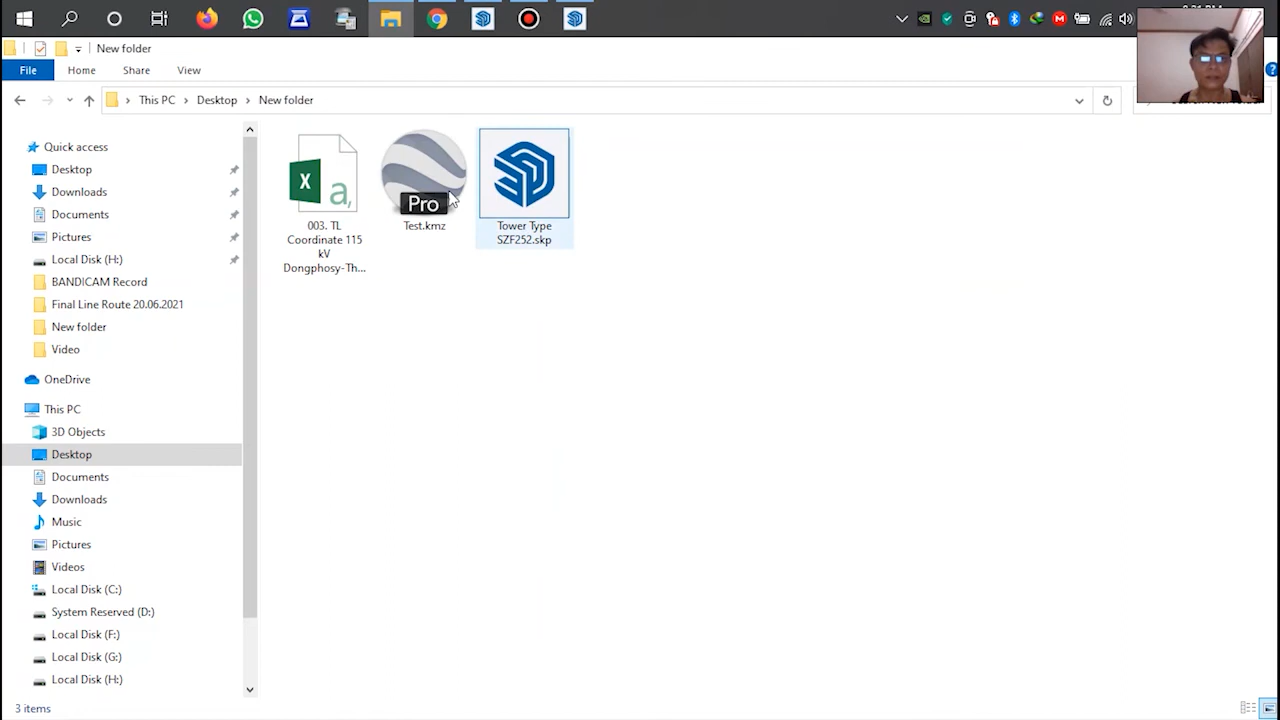 New folder
File
Home
Share
View
This PC
Desktop
New folder
Quick access
Desktop
Downloads
Documents
Pictures
Local Disk (H:)
BANDICAM Record
Final Line Route 20.06.2021
New folder
Video
OneDrive
This PC
3D Objects
Desktop
Documents
Downloads
Music
Pictures
Videos
Local Disk (C:)
System Reserved (D:)
Local Disk (F:)
Local Disk (G:)
Local Disk (H:)
X
a,
003. TL
Coordinate 115
kV
Dongphosy-Th...
Pro
Test.kmz
Tower Type
SZF252.skp
3 items